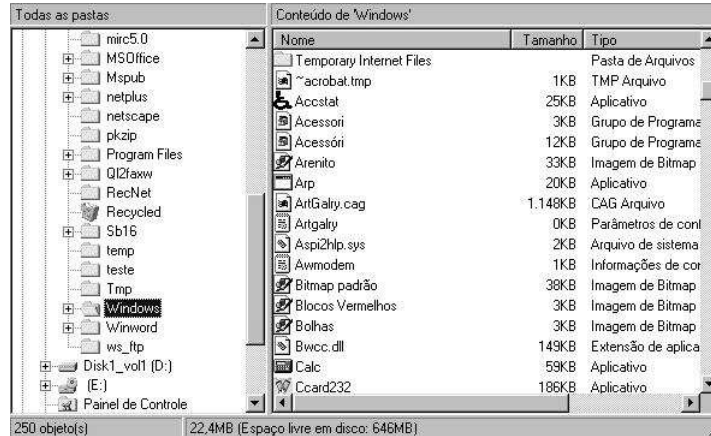 Todas as pastas
Conteúdo de 'Windows'
mirc5.0
MSOffice
Mspub
netplus
netscape
pkzip
Program Files
Ql2faxw
RecNet
Recycled
Sb16
temp
teste
Tmp
Windows
Winword
ws_ftp
Disk1_vol1 (D:)
(E:)
Painel de Controle
Nome Tamanho Tipo
Temporary Internet Files Pasta de Arquivos
~acrobat.tmp 1KB TMP Arquivo
Accstat 25KB Aplicativo
Acessori 3KB Grupo de Programa
Acessóri 12KB Grupo de Programa
Arenito 33KB Imagem de Bitmap
Arp 20KB Aplicativo
ArtGalry.cag 1.148KB CAG Arquivo
Artgalry 0KB Parâmetros de conf
Aspi2hlp.sys 2KB Arquivo de sistema
Awmodem 1KB Informações de cor
Bitmap padrão 38KB Imagem de Bitmap
Blocos Vermelhos 3KB Imagem de Bitmap
Bolhas 3KB Imagem de Bitmap
Bwcc.dll 149KB Extensão de aplica
Calc 59KB Aplicativo
Ccard232 186KB Aplicativo
250 objeto(s)
22,4MB (Espaço livre em disco: 646MB)